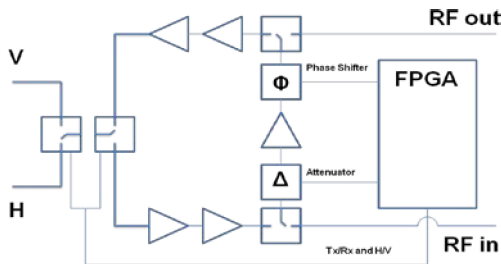 RF out
V
Phase Shifter
FPGA
Φ
Attenuator
Δ
H
Tx/Rx and H/V
RF in